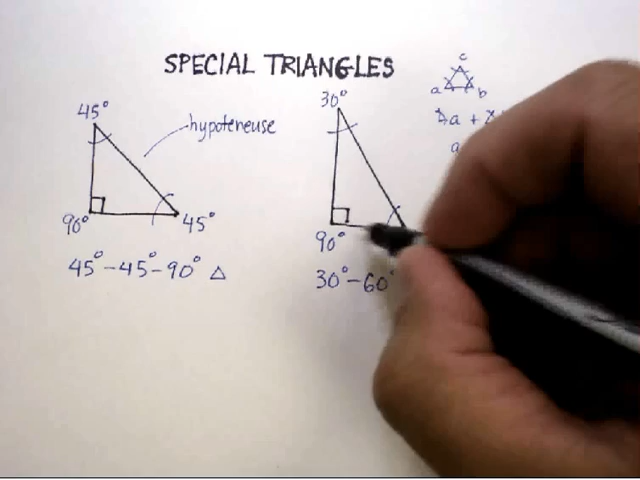 SPECIAL TRIANGLES
45°
hypoteneuse
90°
45°
45°-45°-90° △
30°
90°
30°-60°
c
a
b
∡a +